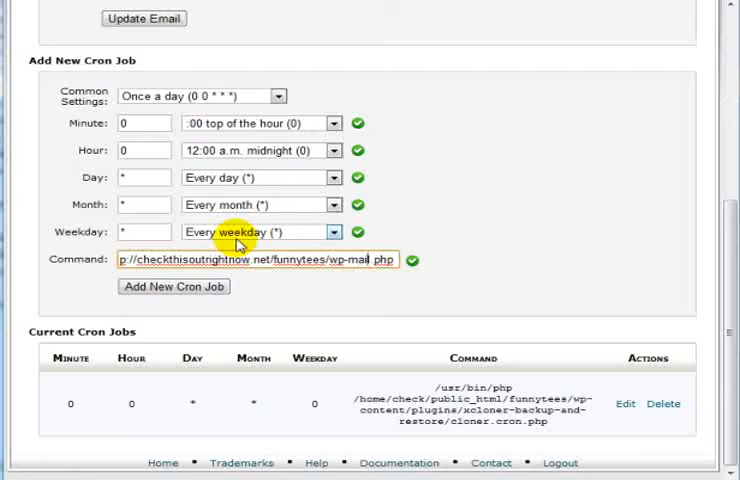 Update Email
Add New Cron Job
Common Settings: Once a day (0 0 * * *)
Minute: 0 :00 top of the hour (0)
Hour: 0 12:00 a.m. midnight (0)
Day: * Every day (*)
Month: * Every month (*)
Weekday: * Every weekday (*)
Command: p://checkthisoutrightnow.net/funnytees/wp-mail.php
Add New Cron Job
Current Cron Jobs
Minute Hour Day Month Weekday Command Actions
0 0 * * 0 /usr/bin/php
/home/check/public_html/funnytees/wp-
content/plugins/xcloner-backup-and-
restore/cloner.cron.php
Edit Delete
Home ▪ Trademarks ▪ Help ▪ Documentation ▪ Contact ▪ Logout